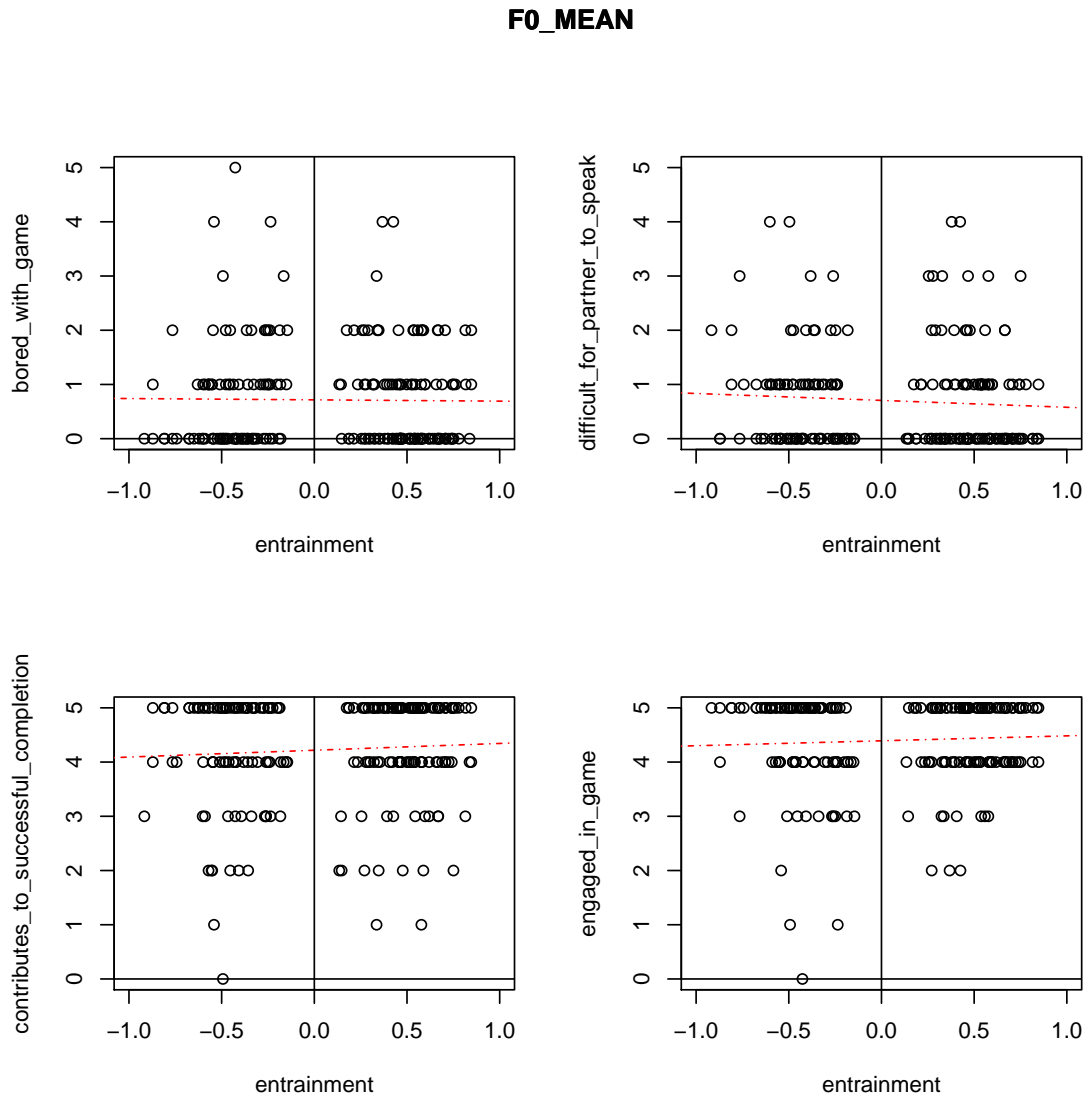 F0_MEAN
bored_with_game
5
4
3
2
1
0
−1.0 −0.5 0.0 0.5 1.0
entrainment
difficult_for_partner_to_speak
5
4
3
2
1
0
−1.0 −0.5 0.0 0.5 1.0
entrainment
contributes_to_successful_completion
5
4
3
2
1
0
−1.0 −0.5 0.0 0.5 1.0
entrainment
engaged_in_game
5
4
3
2
1
0
−1.0 −0.5 0.0 0.5 1.0
entrainment